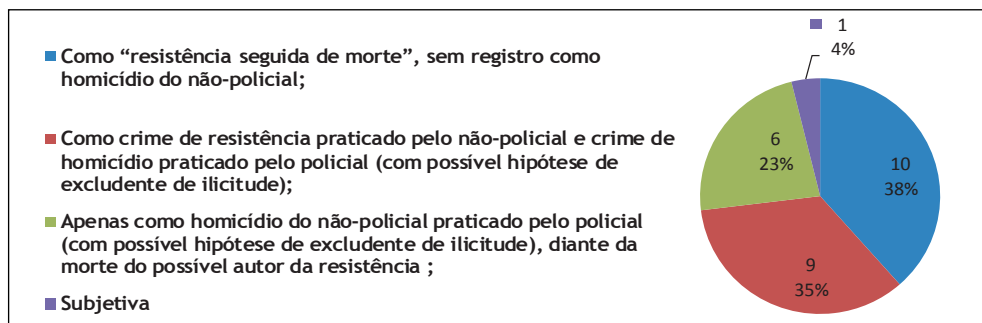 Como “resistência seguida de morte”, sem registro como
homicídio do não-policial;
Como crime de resistência praticado pelo não-policial e crime de
homicídio praticado pelo policial (com possível hipótese de
excludente de ilicitude);
Apenas como homicídio do não-policial praticado pelo policial
(com possível hipótese de excludente de ilicitude), diante da
morte do possível autor da resistência ;
Subjetiva
1
4%
6
23%
10
38%
9
35%